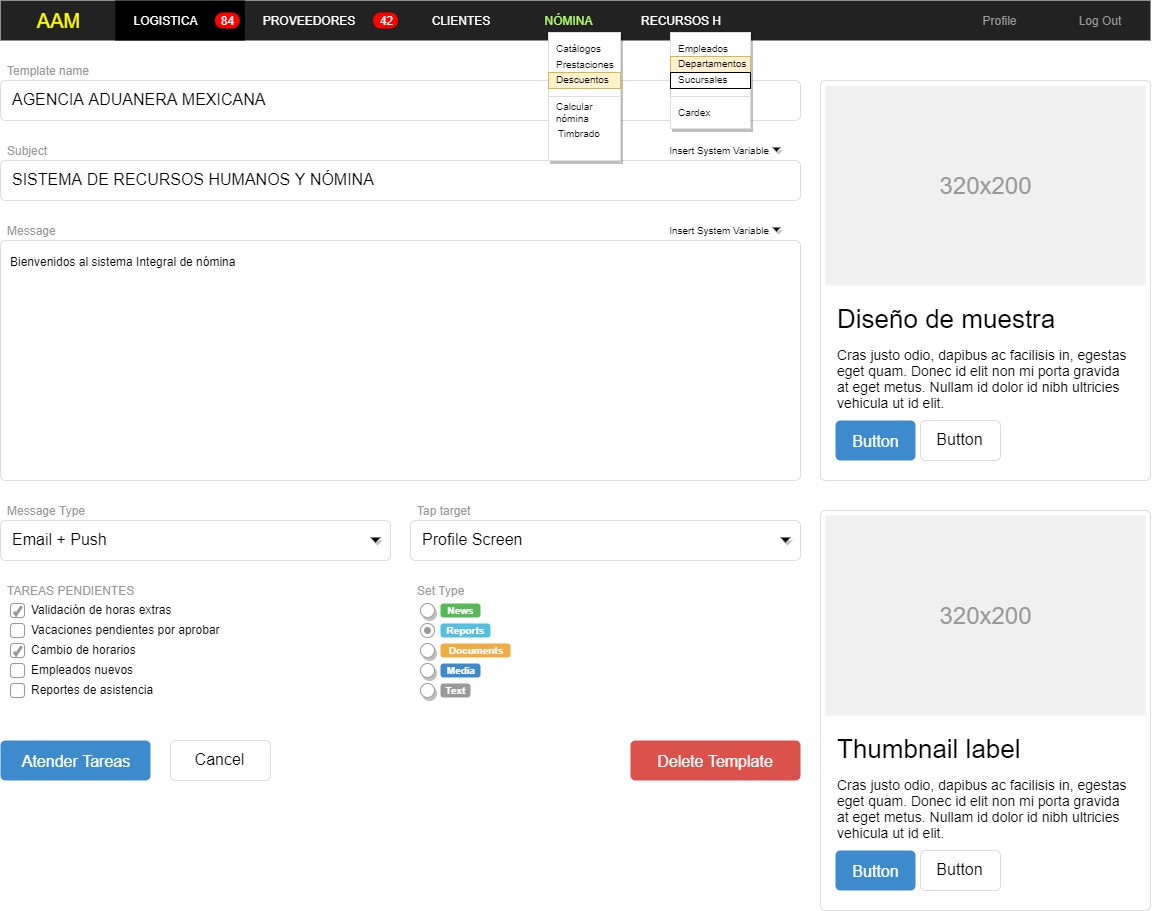 AAM LOGISTICA 84 PROVEEDORES 42 CLIENTES NÓMINA RECURSOS H Profile Log Out
Catálogos
Prestaciones
Descuentos
Calcular
nómina
Timbrado
Empleados
Departamentos
Sucursales
Cardex
Template name
AGENCIA ADUANERA MEXICANA
Subject
Insert System Variable
SISTEMA DE RECURSOS HUMANOS Y NÓMINA
Message
Insert System Variable
Bienvenidos al sistema Integral de nómina
Message Type
Email + Push
Tap target
Profile Screen
TAREAS PENDIENTES
Validación de horas extras
Vacaciones pendientes por aprobar
Cambio de horarios
Empleados nuevos
Reportes de asistencia
Set Type
News
Reports
Documents
Media
Text
Atender Tareas
Cancel
Delete Template
320x200
Diseño de muestra
Cras justo odio, dapibus ac facilisis in, egestas
eget quam. Donec id elit non mi porta gravida
at eget metus. Nullam id dolor id nibh ultricies
vehicula ut id elit.
Button
Button
320x200
Thumbnail label
Cras justo odio, dapibus ac facilisis in, egestas
eget quam. Donec id elit non mi porta gravida
at eget metus. Nullam id dolor id nibh ultricies
vehicula ut id elit.
Button
Button